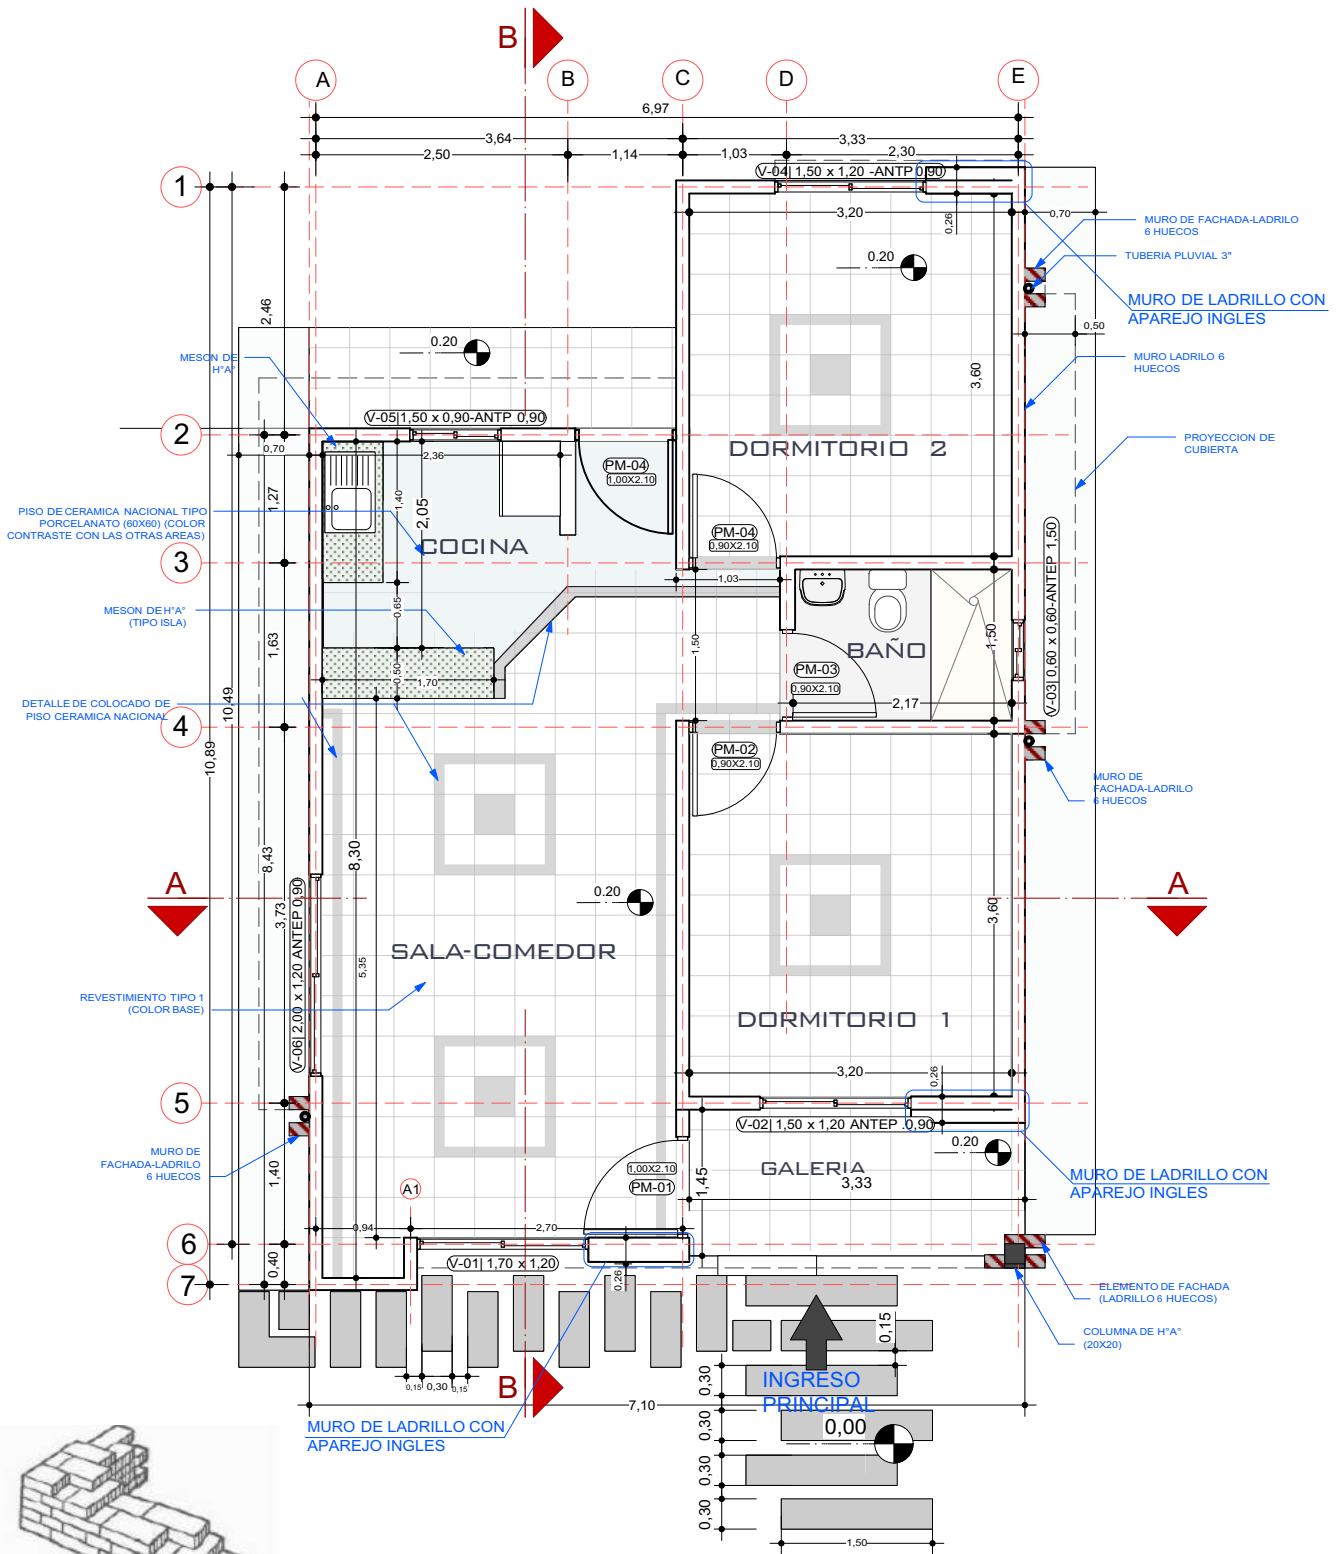 B
A
B
C
D
E
6,97
3,64
3,33
2,50
1,14
1,03
2,30
1
V-04| 1,50 x 1,20 -ANTP 0,90
3,20
0,26
0,70
MURO DE FACHADA-LADRILO
6 HUECOS
TUBERIA PLUVIAL 3"
0.20
MURO DE LADRILLO CON
APAREJO INGLES
0,50
2,46
0.20
MESON DE
H°A°
MURO LADRILO 6
HUECOS
3,60
V-05|1,50 x 0,90-ANTP 0,90
2
0,70
2,36
DORMITORIO 2
PROYECCION DE
CUBIERTA
PM-04
1,00X2.10
1,27
1,40
2,05
PISO DE CERAMICA NACIONAL TIPO
PORCELANATO (60X60) (COLOR
CONTRASTE CON LAS OTRAS AREAS)
COCINA
PM-04
0,90X2.10
3
1,03
V-03| 0,60 x 0,60-ANTEP 1,50
MESON DE H°A°
(TIPO ISLA)
0,65
1,63
1,50
BAÑO
1,50
PM-03
0,90X2.10
0,50
1,70
2,17
DETALLE DE COLOCADO DE
PISO CERAMICA NACIONAL
10,49
10,89
4
PM-02
0,90X2.10
MURO DE
FACHADA-LADRILO
6 HUECOS
8,43
8,30
A
A
0.20
3,73
3,60
V-06| 2,00 x 1,20 ANTEP 0,90
SALA-COMEDOR
5,35
REVESTIMIENTO TIPO 1
(COLOR BASE)
DORMITORIO 1
3,20
0,26
5
V-02| 1,50 x 1,20 ANTEP .0,90
MURO DE
FACHADA-LADRILO
6 HUECOS
1,40
0.20
1,00X2.10
PM-01
1,45
GALERIA
3,33
MURO DE LADRILLO CON
APAREJO INGLES
A1
0,94
2,70
6
V-01| 1,70 x 1,20
0,26
0,40
7
ELEMENTO DE FACHADA
(LADRILLO 6 HUECOS)
COLUMNA DE H°A°
(20X20)
0,15
0,15
0,30
0,15
B
INGRESO
PRINCIPAL
0,00
7,10
MURO DE LADRILLO CON
APAREJO INGLES
0,30
0,30
0,30
0,30
1,50